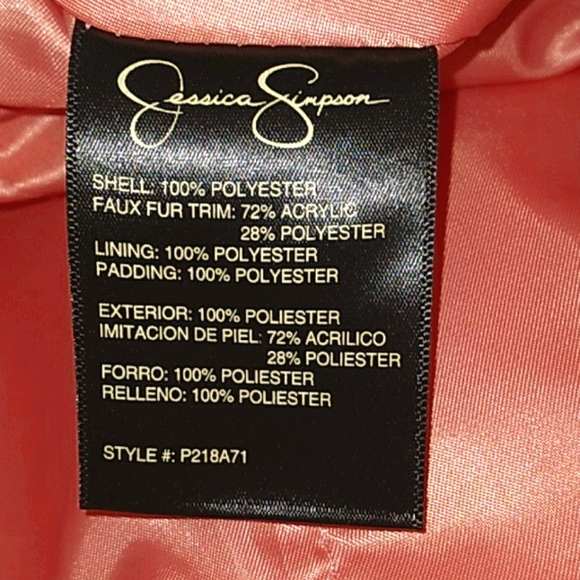 Jessica Simpson
SHELL: 100% POLYESTER
FAUX FUR TRIM: 72% ACRYLIC
28% POLYESTER
LINING: 100% POLYESTER
PADDING: 100% POLYESTER
EXTERIOR: 100% POLIESTER
IMITACION DE PIEL: 72% ACRILICO
28% POLIESTER
FORRO: 100% POLIESTER
RELLENO: 100% POLIESTER
STYLE #: P218A71